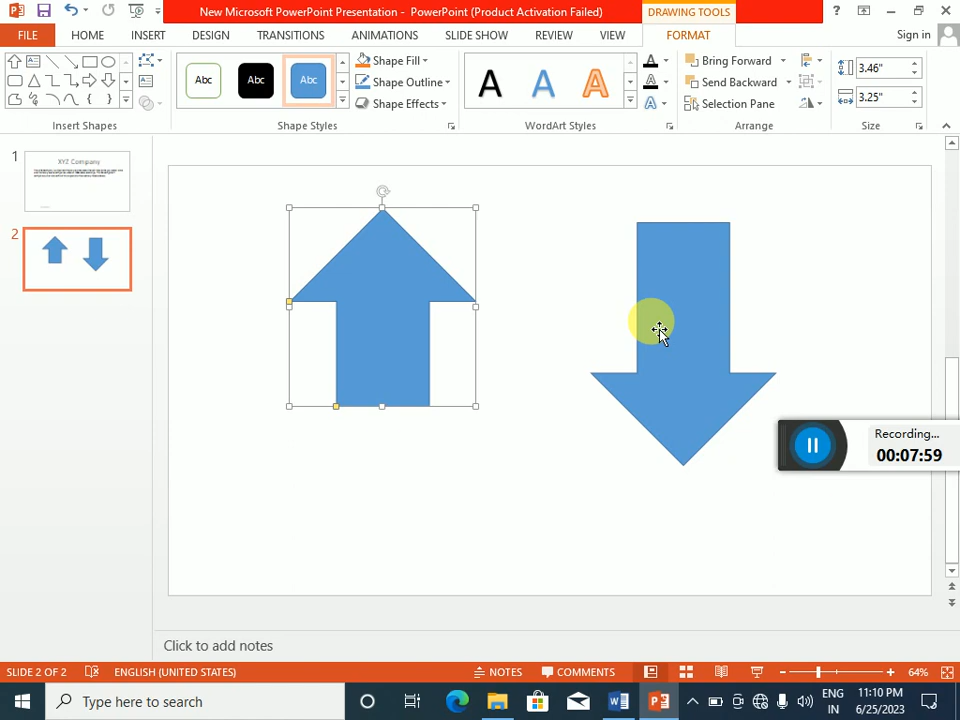 New Microsoft PowerPoint Presentation - PowerPoint (Product Activation Failed)
DRAWING TOOLS
?
FILE
HOME
INSERT
DESIGN
TRANSITIONS
ANIMATIONS
SLIDE SHOW
REVIEW
VIEW
FORMAT
Sign in
Abc
Abc
Abc
Shape Fill
Shape Outline
Shape Effects
A
A
A
A
A
A
Bring Forward
Send Backward
Selection Pane
3.46"
3.25"
Insert Shapes
Shape Styles
WordArt Styles
Arrange
Size
1
XYZ Company
2
Recording...
00:07:59
Click to add notes
SLIDE 2 OF 2
ENGLISH (UNITED STATES)
NOTES
COMMENTS
64%
Type here to search
ENG
IN
11:10 PM
6/25/2023